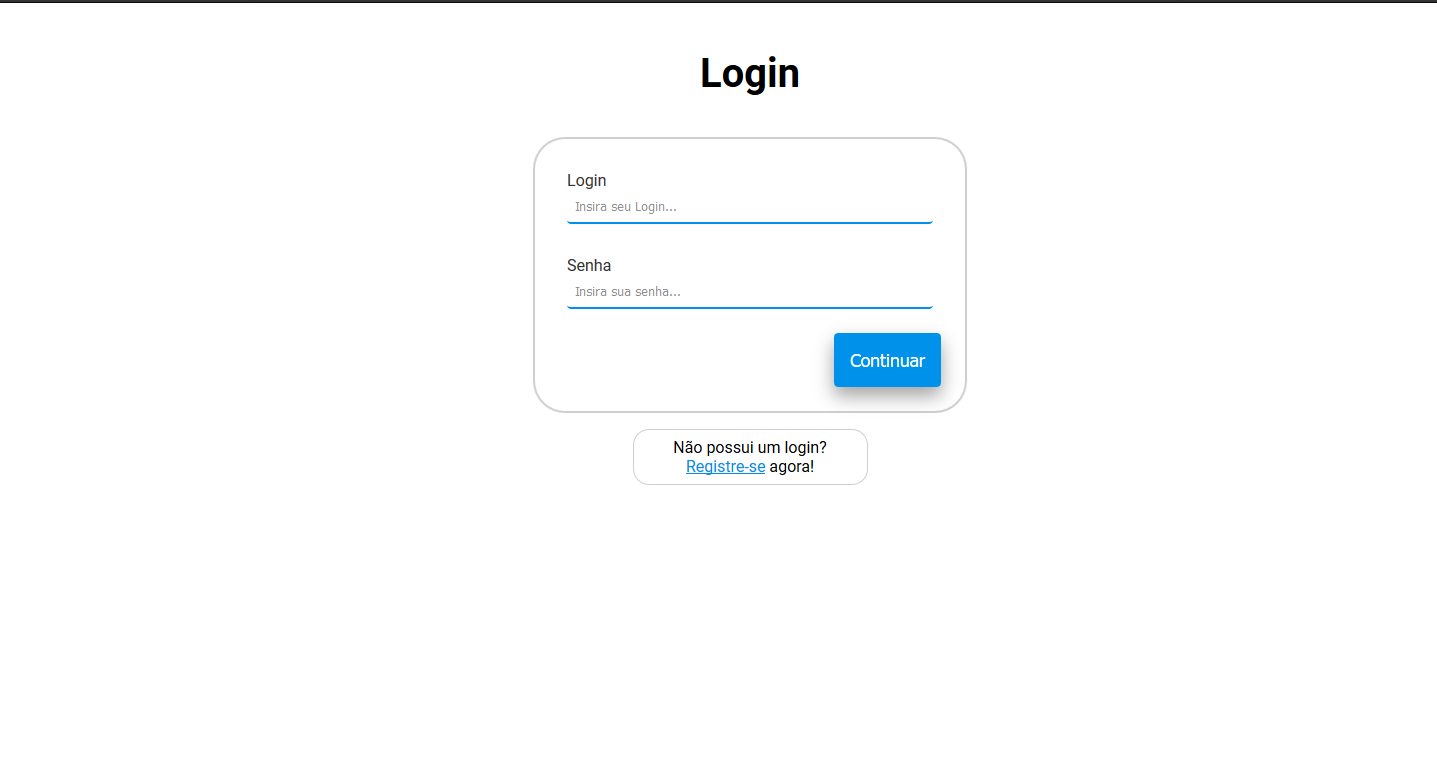 Login
Login
Insira seu Login...
Senha
Insira sua senha...
Continuar
Não possui um login?
Registre-se agora!